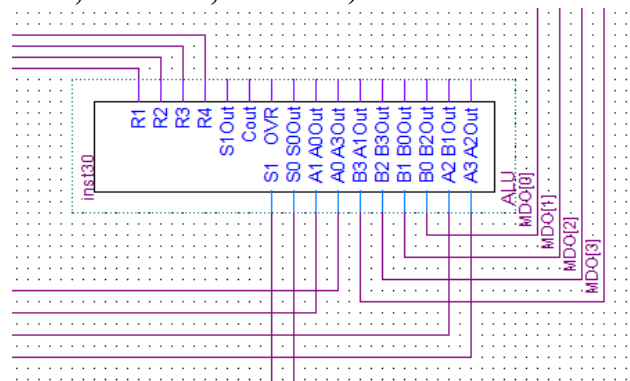 R1
R2
R3
R4
S1Out
Cout
S1 OVR
S0 S0Out
A1 A0Out
A0 A3Out
B3 A1Out
B2 B3Out
B1 B0Out
B0 B2Out
A2 B1Out
A3 A2Out
inst30
ALU
MDO[0]
MDO[1]
MDO[2]
MDO[3]